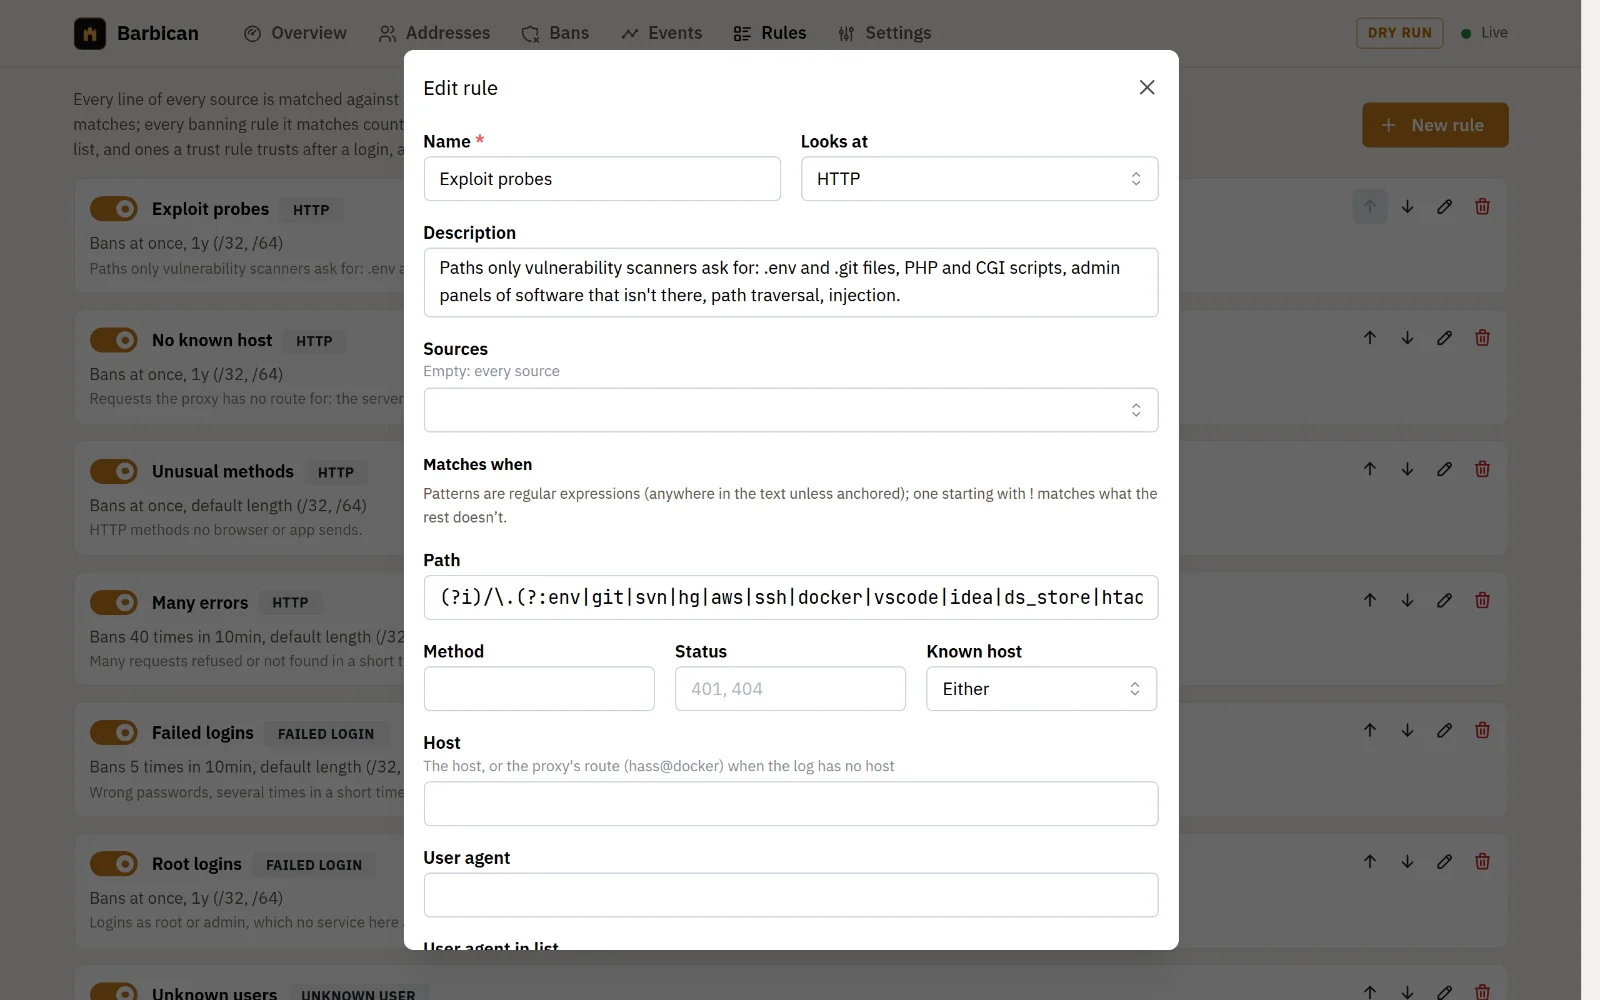 Barbican
Overview
Addresses
Bans
Events
Rules
Settings
DRY RUN
Live
Every line of every source is matched against
matches; every banning rule it matches count
list, and ones a trust rule trusts after a login, a
New rule
Exploit probes HTTP
Bans at once, 1y (/32, /64)
Paths only vulnerability scanners ask for: .env a
No known host HTTP
Bans at once, 1y (/32, /64)
Requests the proxy has no route for: the server
Unusual methods HTTP
Bans at once, default length (/32, /64)
HTTP methods no browser or app sends.
Many errors HTTP
Bans 40 times in 10min, default length (/32
Many requests refused or not found in a short t
Failed logins FAILED LOGIN
Bans 5 times in 10min, default length (/32,
Wrong passwords, several times in a short time
Root logins FAILED LOGIN
Bans at once, 1y (/32, /64)
Logins as root or admin, which no service here
Unknown users UNKNOWN USER
Edit rule
Name *
Looks at
Exploit probes
HTTP
Description
Paths only vulnerability scanners ask for: .env and .git files, PHP and CGI scripts, admin
panels of software that isn't there, path traversal, injection.
Sources
Empty: every source
Matches when
Patterns are regular expressions (anywhere in the text unless anchored); one starting with ! matches what the
rest doesn’t.
Path
(?i)/\.(?:env|git|svn|hg|aws|ssh|docker|vscode|idea|ds_store|htac
Method
Status
Known host
401, 404
Either
Host
The host, or the proxy's route (hass@docker) when the log has no host
User agent
User agent in list